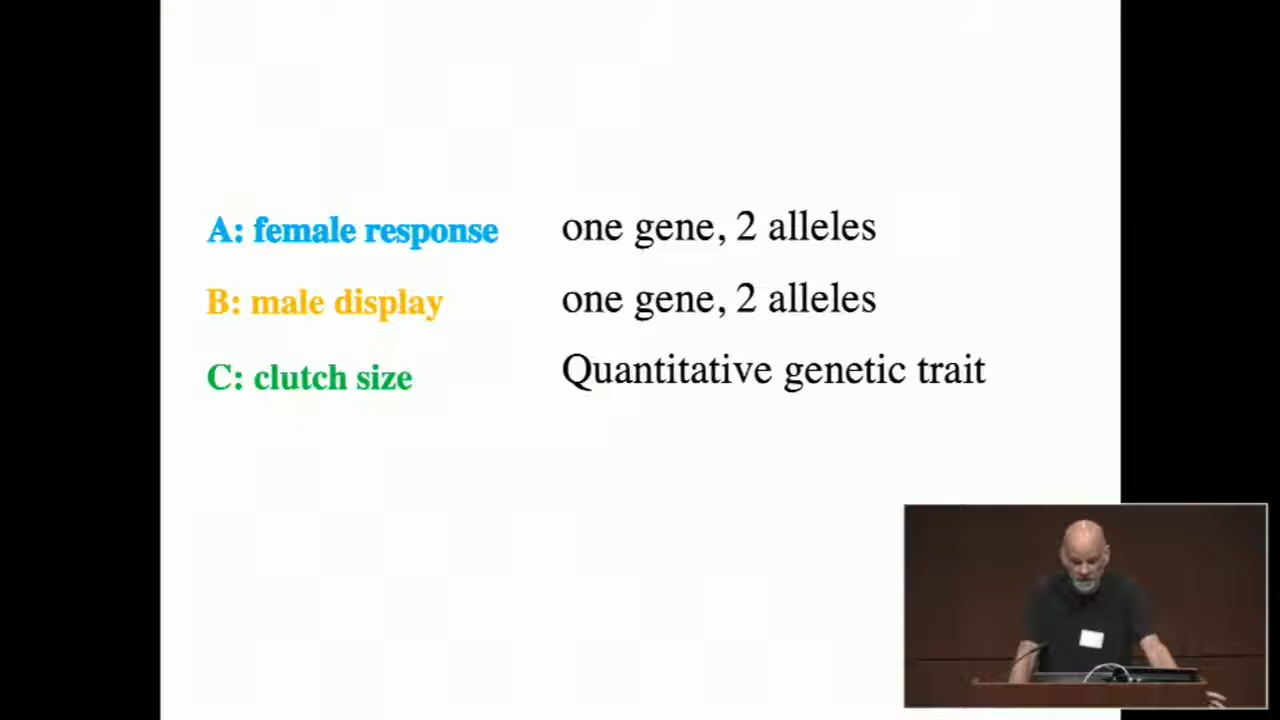 A: female response one gene, 2 alleles
B: male display one gene, 2 alleles
C: clutch size Quantitative genetic trait